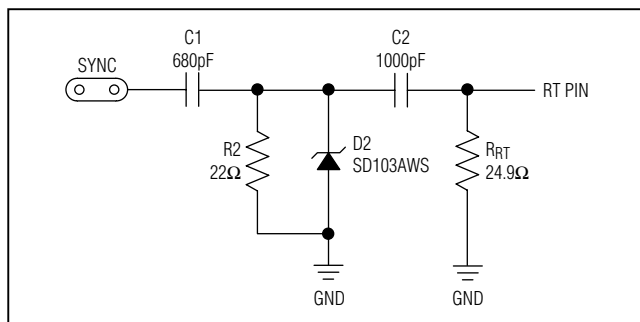 C1
680pF
C2
1000pF
SYNC
RT PIN
R2
22Ω
D2
SD103AWS
RRT
24.9Ω
GND
GND